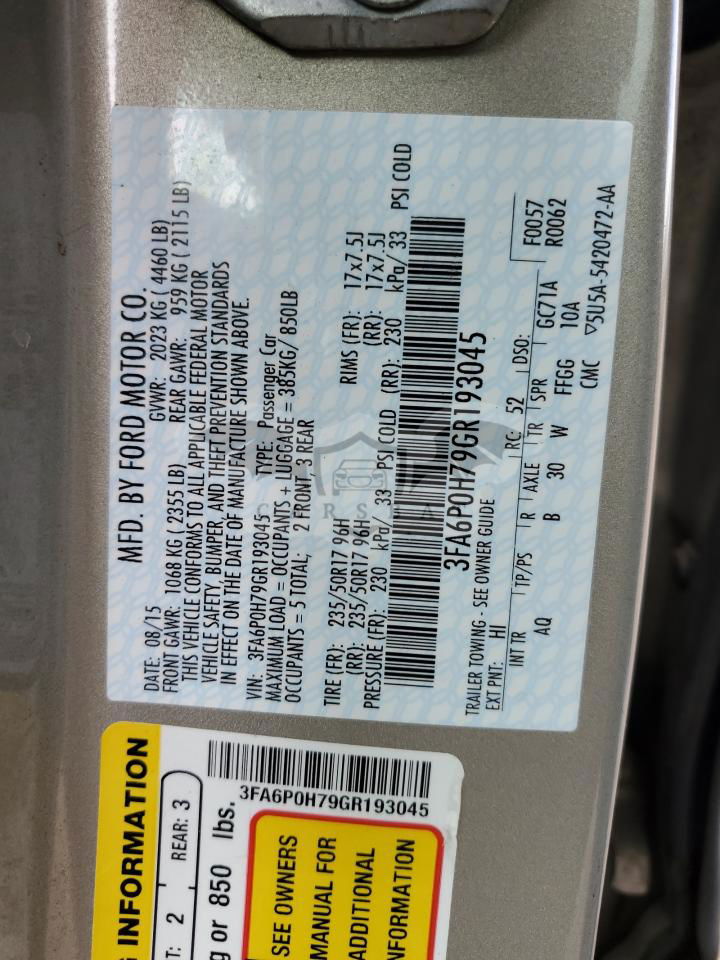 MFD. BY FORD MOTOR CO.
DATE: 08/15 GVWR: 2023 KG ( 4460 LB)
FRONT GAWR: 1068 KG ( 2355 LB) REAR GAWR: 959 KG ( 2115 LB)
THIS VEHICLE CONFORMS TO ALL APPLICABLE FEDERAL MOTOR
VEHICLE SAFETY, BUMPER, AND THEFT PREVENTION STANDARDS
IN EFFECT ON THE DATE OF MANUFACTURE SHOWN ABOVE.
VIN: 3FA6P0H79GR193045 TYPE: Passenger Car
MAXIMUM LOAD = OCCUPANTS + LUGGAGE = 385KG/ 850LB
OCCUPANTS = 5 TOTAL; 2 FRONT, 3 REAR
TIRE (FR): 235/50R17 96H RIMS (FR): 17x7.5J
(RR): 235/50R17 96H (RR): 17x7.5J
PRESSURE (FR): 230 kPa/ 33 PSI COLD (RR): 230 kPa/ 33 PSI COLD
3FA6P0H79GR193045
TRAILER TOWING - SEE OWNER GUIDE
EXT PNT: HI RC: 52 DSO: F0057
R0062
INT TR TP/PS R AXLE TR SPR GC71A
AQ B 30 W FFGG 10A
CMC ▽5U5A-5420472-AA
G INFORMATION
T: 2 REAR: 3
g or 850 lbs.
3FA6P0H79GR193045
SEE OWNERS
MANUAL FOR
ADDITIONAL
INFORMATION